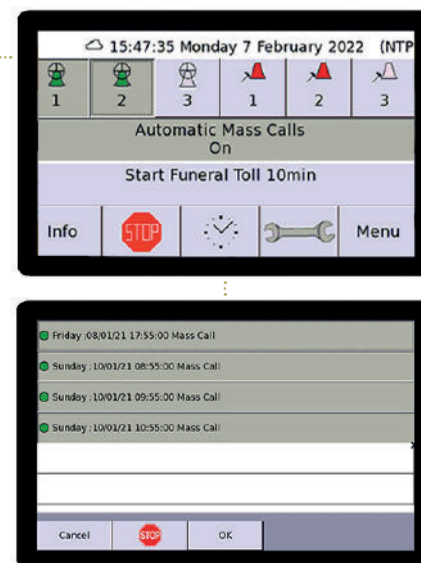 15:47:35 Monday 7 February 2022 (NTP
1 2 3 1 2 3
Automatic Mass Calls
On
Start Funeral Toll 10min
Info STOP Menu
Friday :08/01/21 17:55:00 Mass Call
Sunday :10/01/21 08:55:00 Mass Call
Sunday :10/01/21 09:55:00 Mass Call
Sunday :10/01/21 10:55:00 Mass Call
Cancel STOP OK